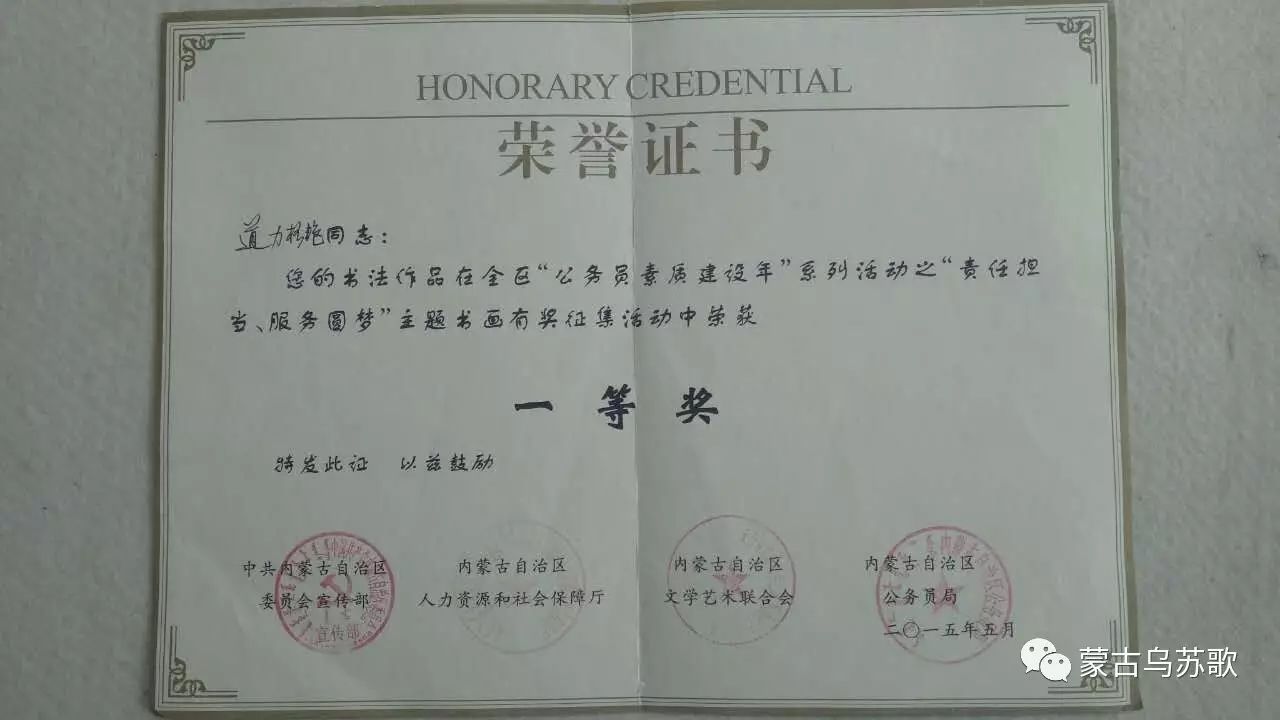 HONORARY CREDENTIAL
荣誉证书
道力格艳同志：
您的书法作品在全区“公务员素质建设年”系列活动之“责任担
当、服务圆梦”主题书画有奖征集活动中荣获
一等奖
特发此证 以兹鼓励
中共内蒙古自治区
委员会宣传部
内蒙古自治区
人力资源和社会保障厅
内蒙古自治区
文学艺术联合会
内蒙古自治区
公务员局
二〇一五年五月
宣传部
蒙古乌苏歌